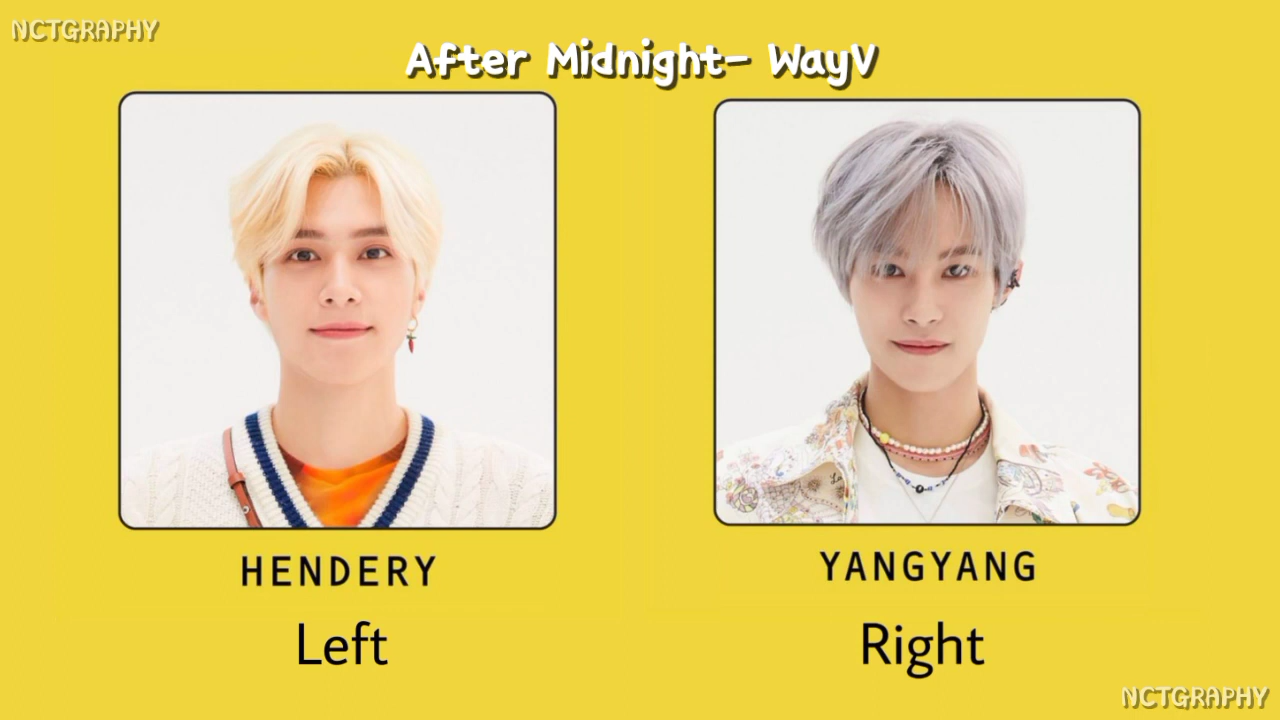 NCTGRAPHY
After Midnight- WayV
HENDERY
YANGYANG
Left
Right
NCTGRAPHY